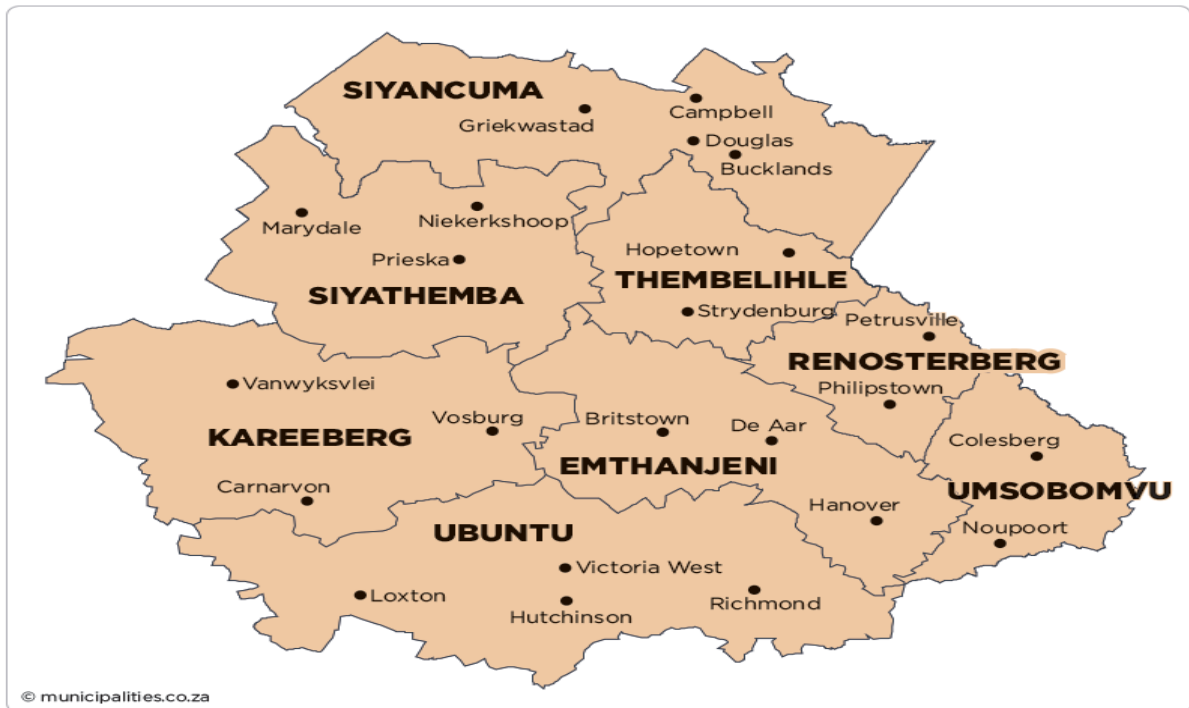 SIYANCUMA
Campbell
Griekwastad
Douglas
Bucklands
Niekerkshoop
Marydale
Hopetown
Prieska
THEMBELIHLE
SIYATHEMBA
Strydenburg
Petrusville
RENOSTERBERG
Vanwyksvlei
Philipstown
Vosburg
Britstown
De Aar
KAREEBERG
Colesberg
EMTHANJENI
Carnarvon
UMSOBOMVU
Hanover
UBUNTU
Noupoort
Victoria West
Loxton
Richmond
Hutchinson
© municipalities.co.za